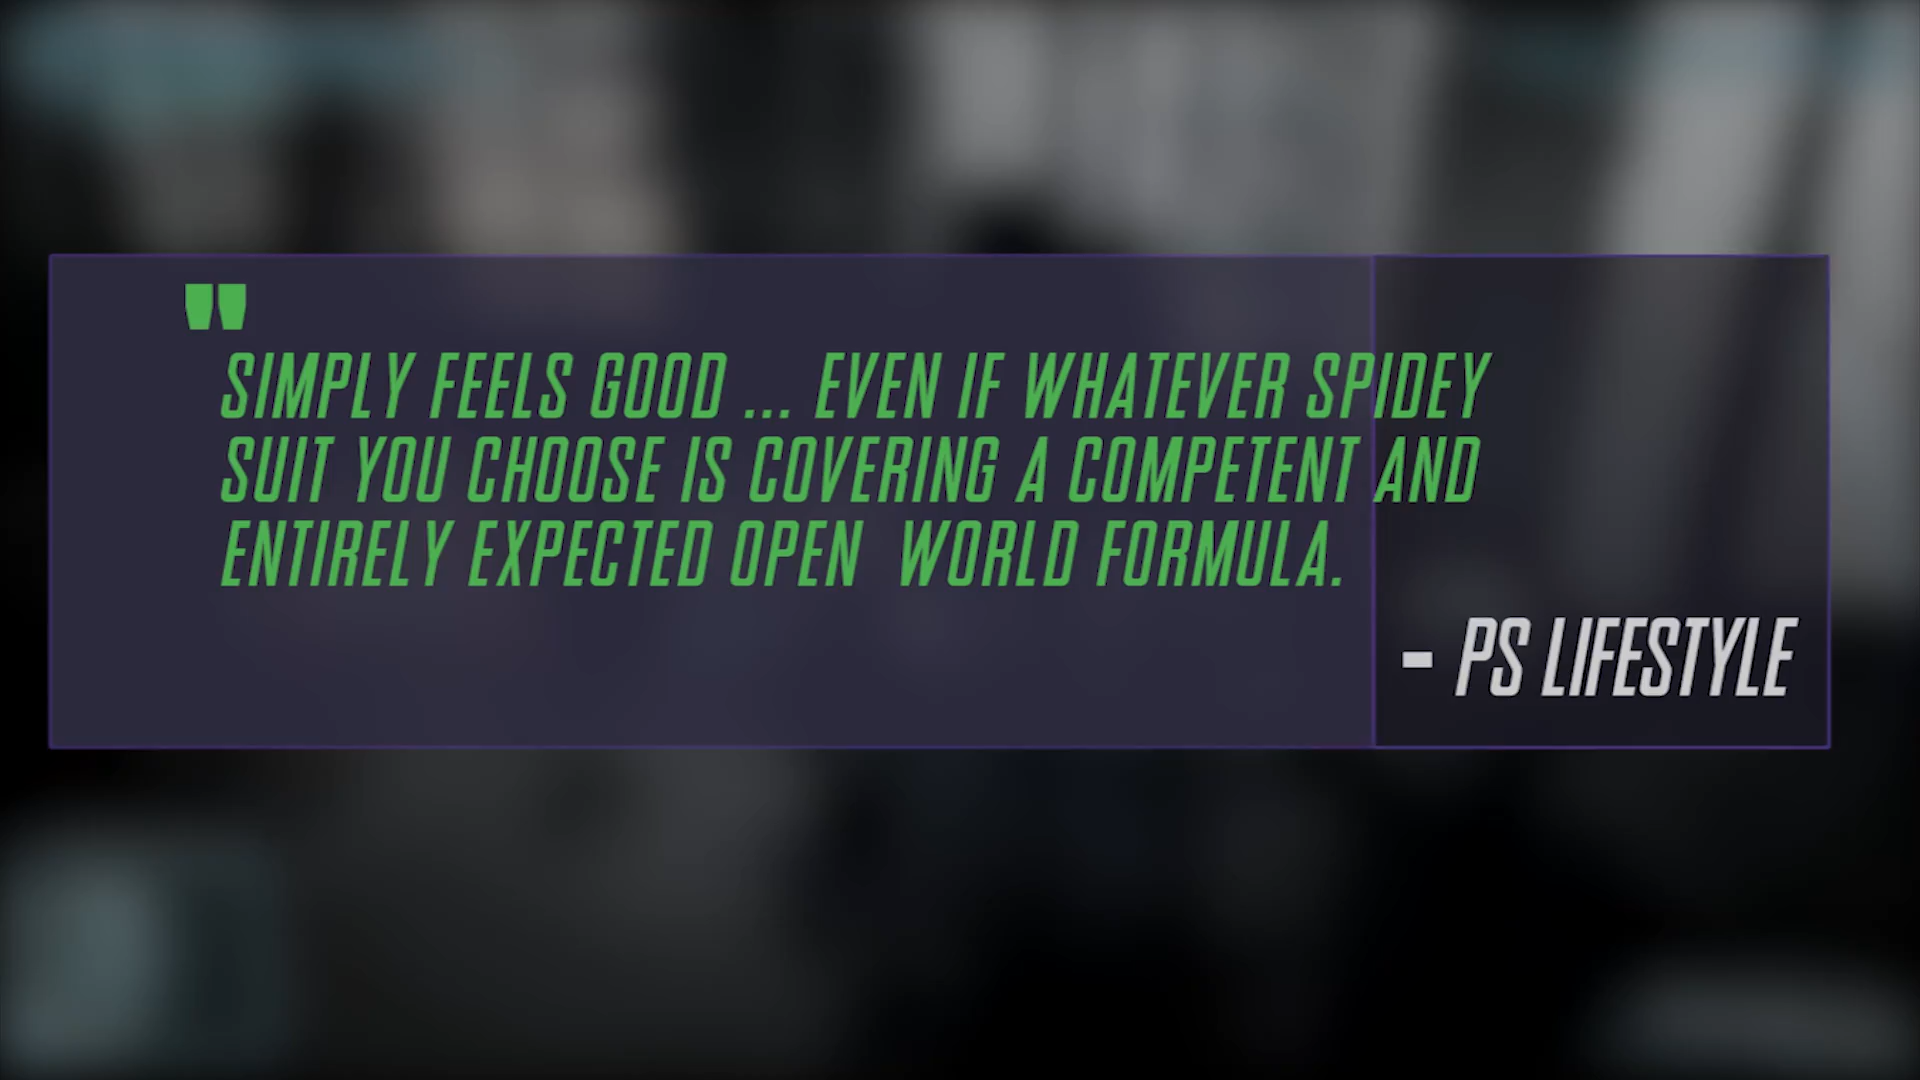 "
SIMPLY FEELS GOOD ... EVEN IF WHATEVER SPIDEY
SUIT YOU CHOOSE IS COVERING A COMPETENT AND
ENTIRELY EXPECTED OPEN  WORLD FORMULA.
- PS LIFESTYLE